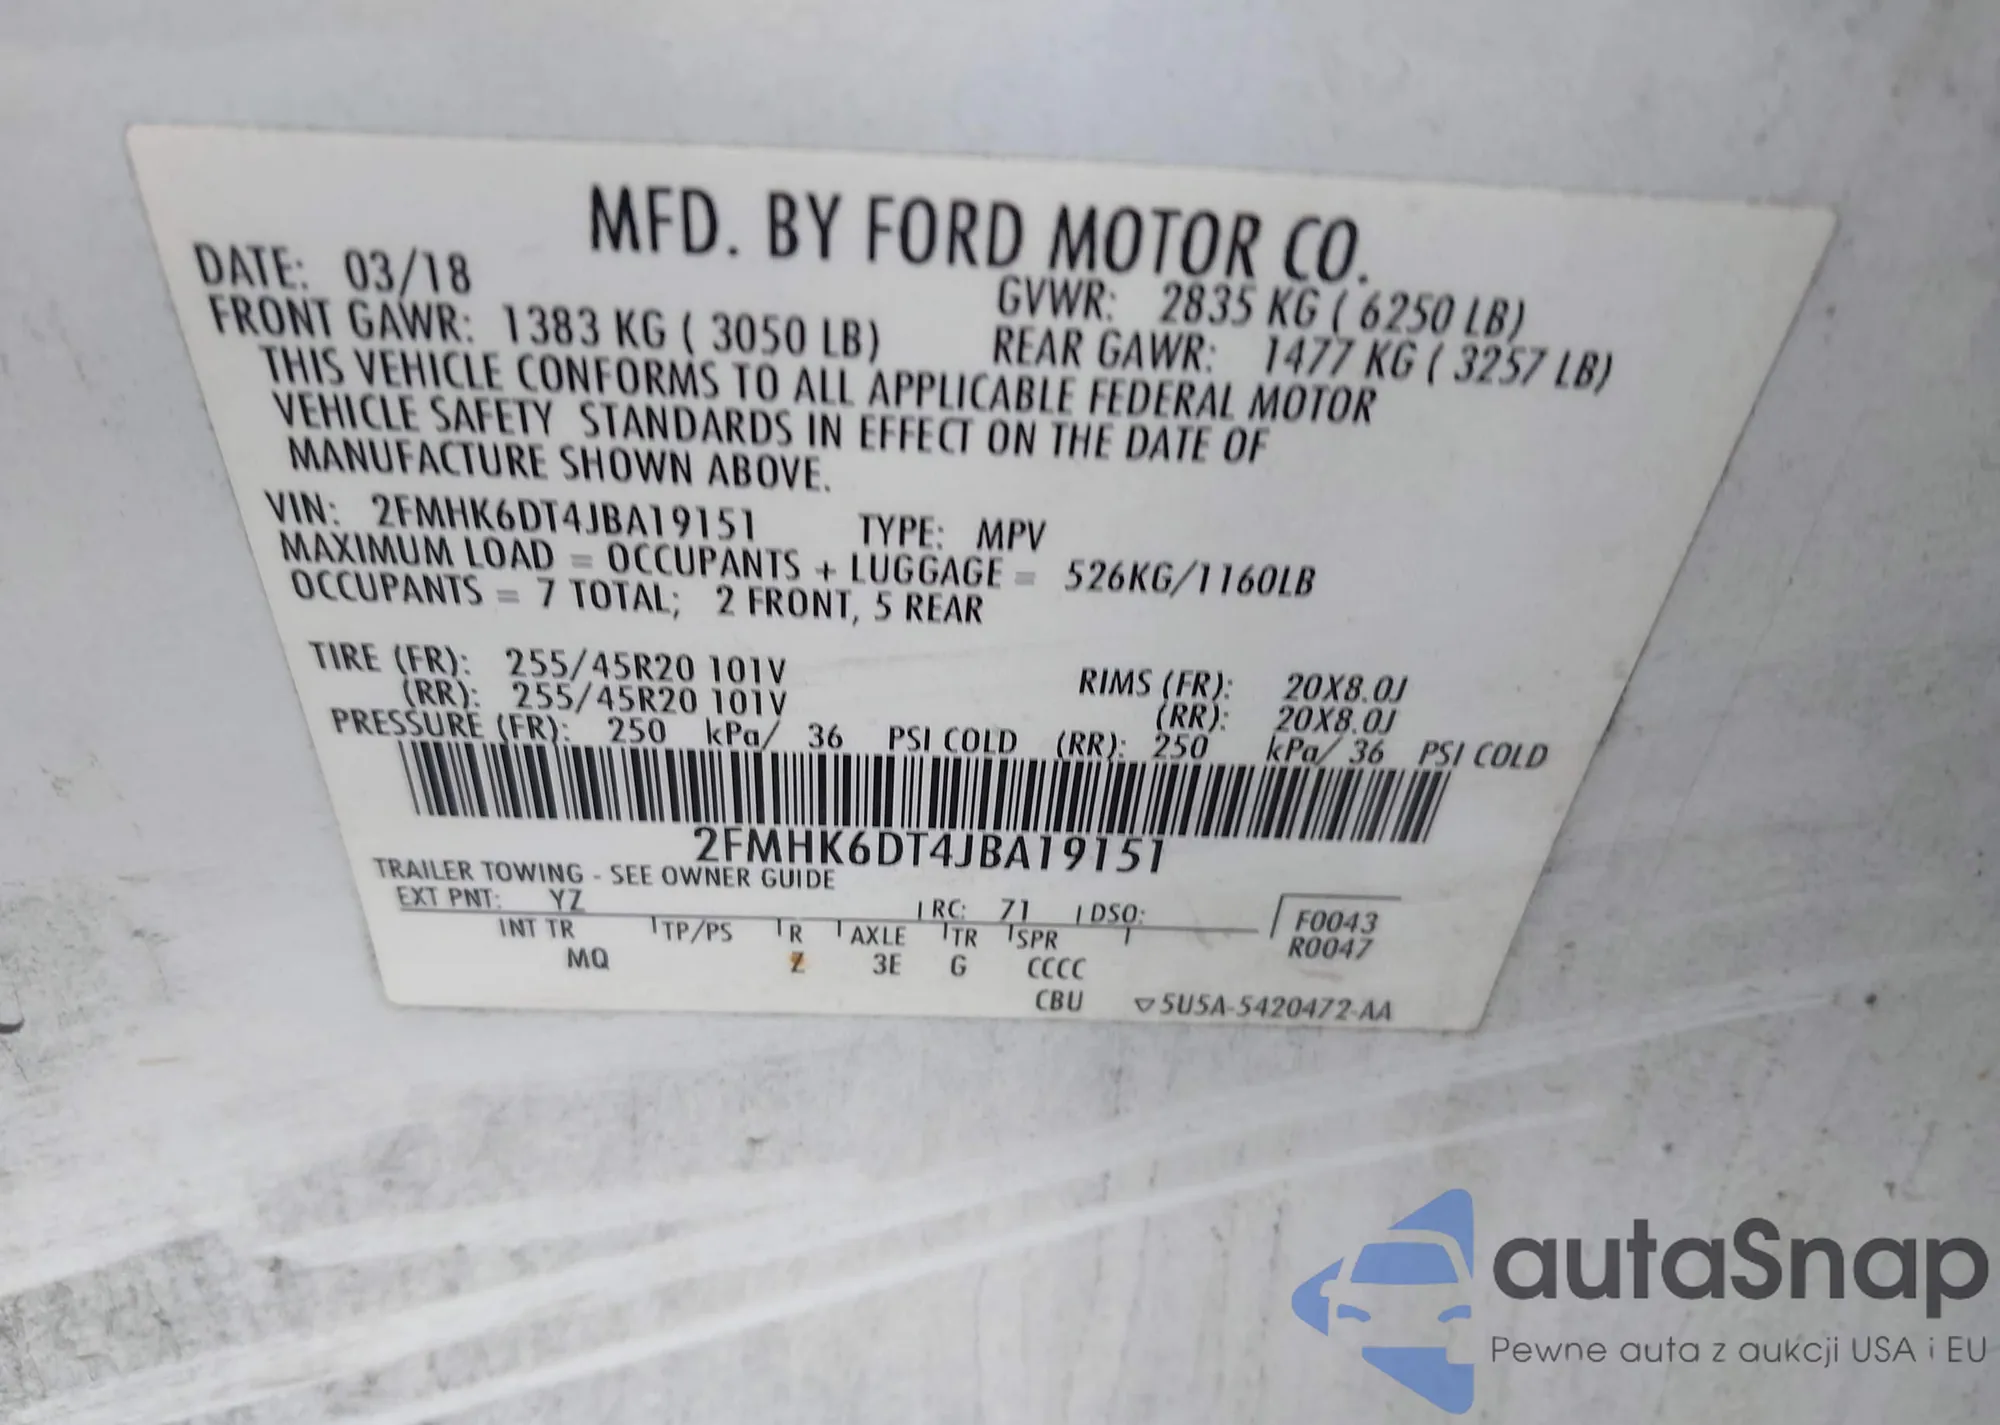 MFD. BY FORD MOTOR CO.
DATE: 03/18 GVWR: 2835 KG ( 6250 LB)
FRONT GAWR: 1383 KG ( 3050 LB) REAR GAWR: 1477 KG ( 3257 LB)
THIS VEHICLE CONFORMS TO ALL APPLICABLE FEDERAL MOTOR
VEHICLE SAFETY STANDARDS IN EFFECT ON THE DATE OF
MANUFACTURE SHOWN ABOVE.
VIN: 2FMHK6DT4JBA19151 TYPE: MPV
MAXIMUM LOAD = OCCUPANTS + LUGGAGE = 526KG/1160LB
OCCUPANTS = 7 TOTAL; 2 FRONT, 5 REAR
TIRE (FR): 255/45R20 101V RIMS (FR): 20X8.0J
(RR): 255/45R20 101V (RR): 20X8.0J
PRESSURE (FR): 250 kPa/ 36 PSI COLD (RR): 250 kPa/ 36 PSI COLD
2FMHK6DT4JBA19151
TRAILER TOWING - SEE OWNER GUIDE
EXT PNT: YZ RC: 71 DSO: F0043
INT TR TP/PS R AXLE TR SPR R0047
MQ Z 3E G CCCC
CBU ▽5U5A-5420472-AA
autaSnap
Pewne auta z aukcji USA i EU